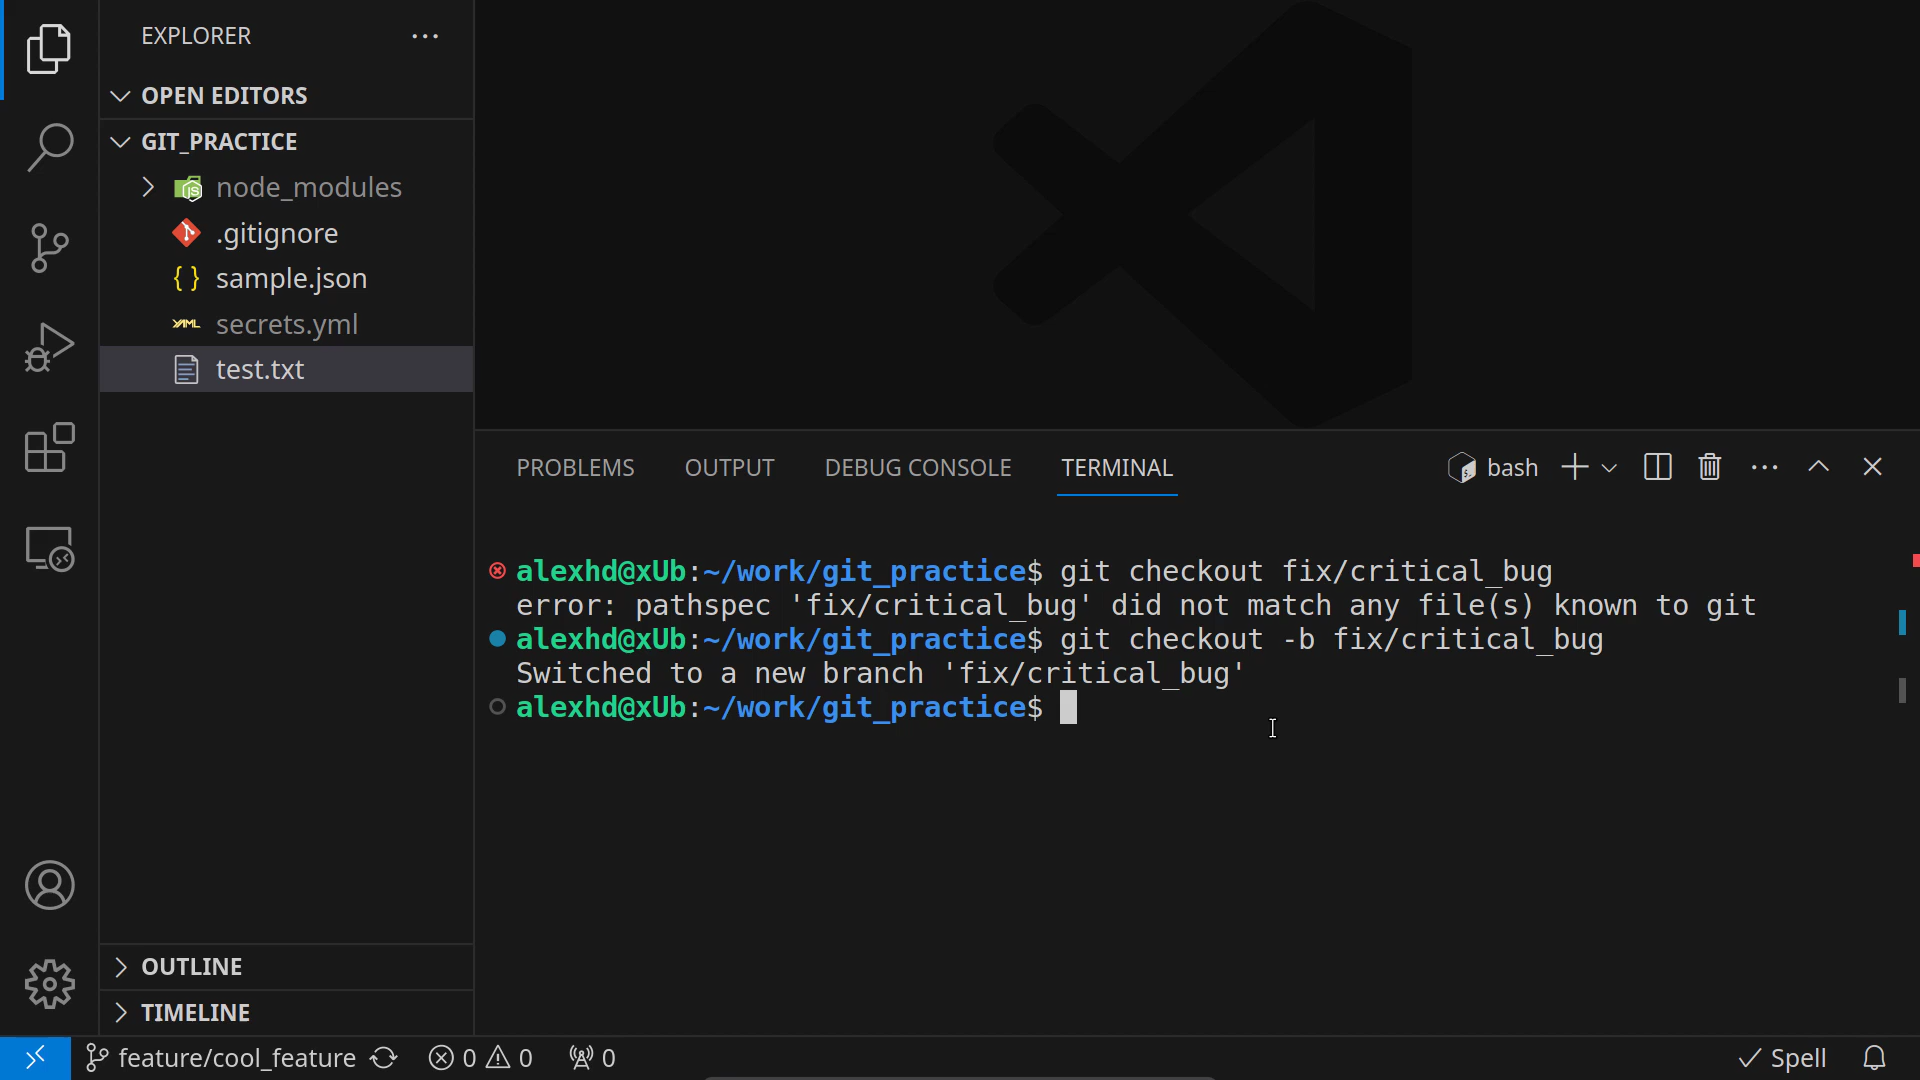 EXPLORER
OPEN EDITORS
GIT_PRACTICE
node_modules
.gitignore
sample.json
secrets.yml
test.txt
OUTLINE
TIMELINE
PROBLEMS OUTPUT DEBUG CONSOLE TERMINAL bash
alexhd@xUb:~/work/git_practice$ git checkout fix/critical_bug
error: pathspec 'fix/critical_bug' did not match any file(s) known to git
alexhd@xUb:~/work/git_practice$ git checkout -b fix/critical_bug
Switched to a new branch 'fix/critical_bug'
alexhd@xUb:~/work/git_practice$
feature/cool_feature 0 0 0 Spell